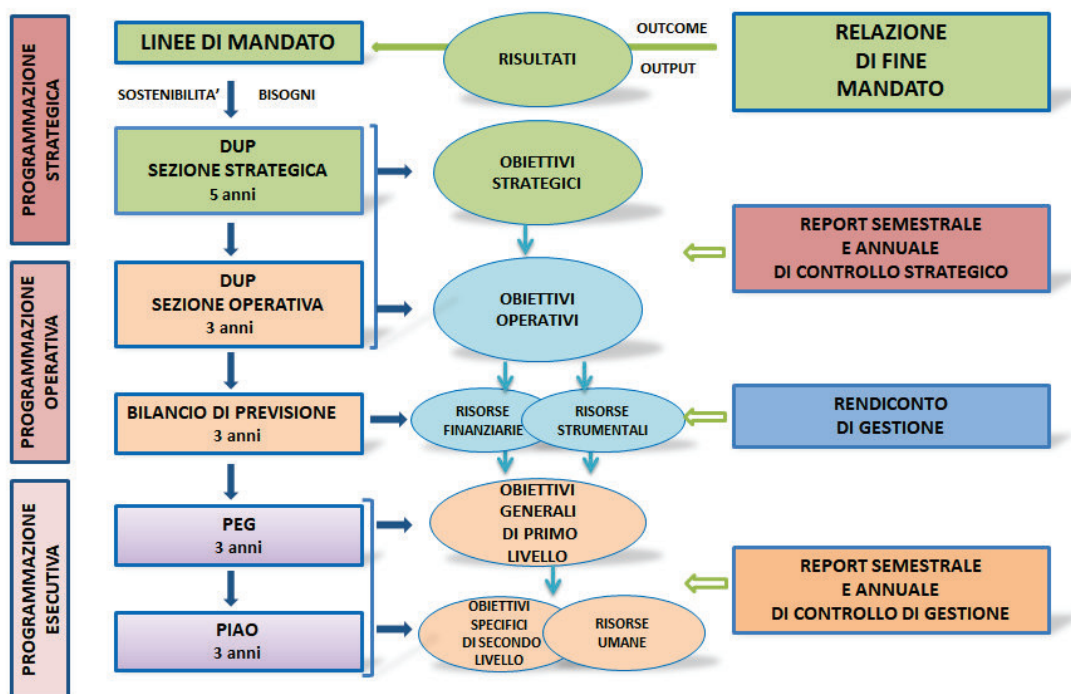 PROGRAMMAZIONE
STRATEGICA
LINEE DI MANDATO
RISULTATI
OUTCOME
OUTPUT
RELAZIONE
DI FINE
MANDATO
SOSTENIBILITA’ BISOGNI
DUP
SEZIONE STRATEGICA
5 anni
OBIETTIVI
STRATEGICI
REPORT SEMESTRALE
E ANNUALE
DI CONTROLLO STRATEGICO
PROGRAMMAZIONE
OPERATIVA
DUP
SEZIONE OPERATIVA
3 anni
OBIETTIVI
OPERATIVI
BILANCIO DI PREVISIONE
3 anni
RISORSE
FINANZIARIE
RISORSE
STRUMENTALI
RENDICONTO
DI GESTIONE
PROGRAMMAZIONE
ESECUTIVA
PEG
3 anni
OBIETTIVI
GENERALI
DI PRIMO
LIVELLO
REPORT SEMESTRALE
E ANNUALE
DI CONTROLLO DI GESTIONE
PIAO
3 anni
OBIETTIVI
SPECIFICI
DI SECONDO
LIVELLO
RISORSE
UMANE